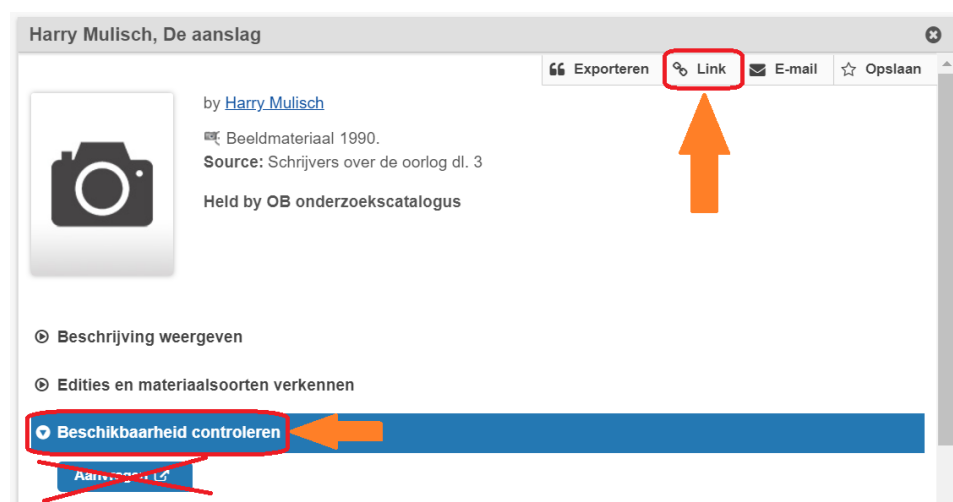 Harry Mulisch, De aanslag
Exporteren Link E-mail Opslaan
by Harry Mulisch
Beeldmateriaal 1990.
Source: Schrijvers over de oorlog dl. 3
Held by OB onderzoekscatalogus
Beschrijving weergeven
Edities en materiaalsoorten verkennen
Beschikbaarheid controleren
Aanvragen